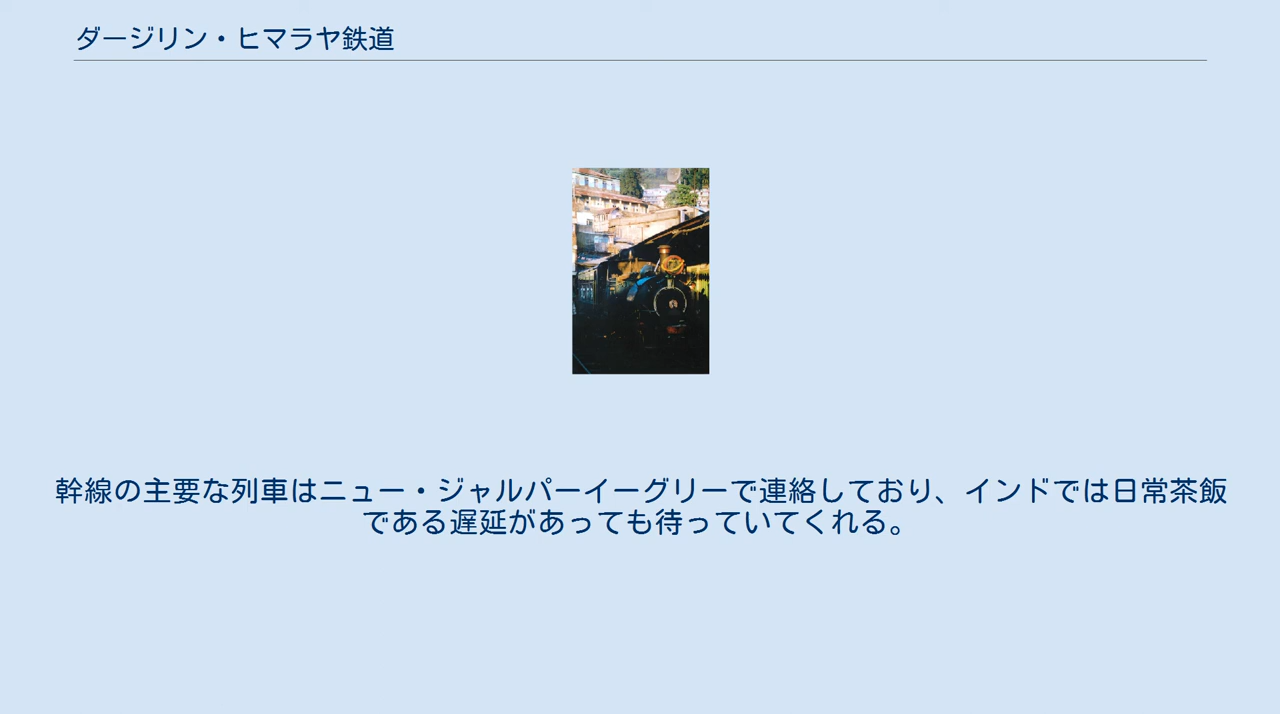 ダージリン・ヒマラヤ鉄道
幹線の主要な列車はニュー・ジャルパーイーグリーで連絡しており、インドでは日常茶飯
である遅延があっても待っていてくれる。